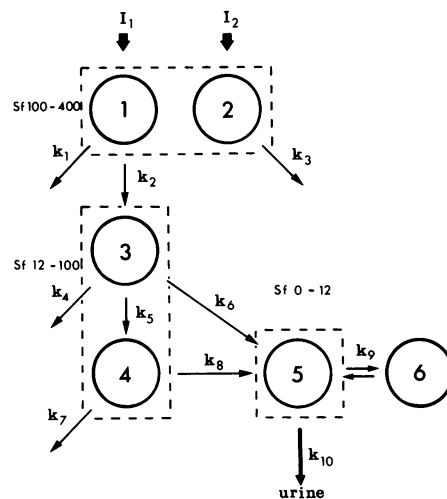 I₁ I₂
Sf 100 - 400
1 2
k₁ k₂ k₃
3
Sf 12 - 100
Sf 0 - 12
k₄ k₅ k₆
4 k₈ 5 k₉ 6
k₇
k₁₀
urine